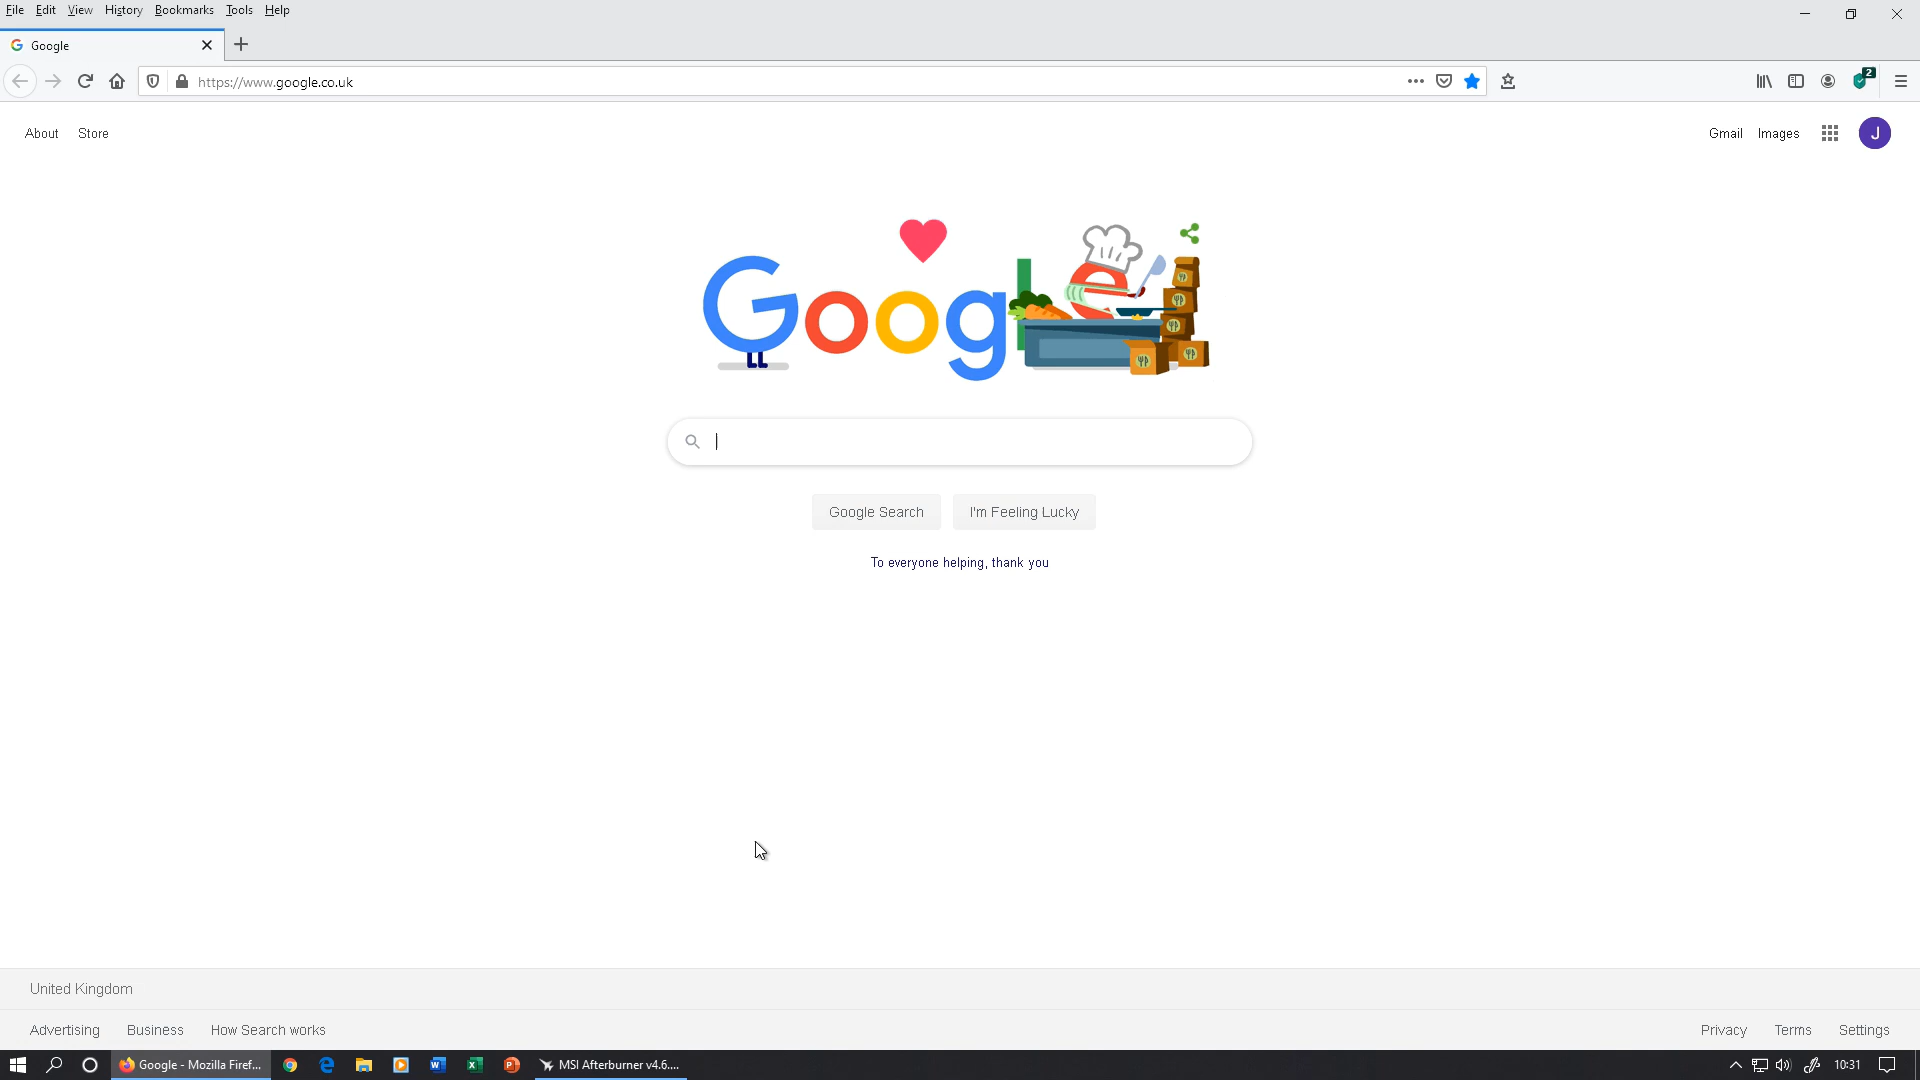 File Edit View History Bookmarks Tools Help
Google
https://www.google.co.uk
2
About Store
Gmail Images
J
Google
Google Search I'm Feeling Lucky
To everyone helping, thank you
United Kingdom
Advertising Business How Search works
Privacy Terms Settings
Google - Mozilla Firef... MSI Afterburner v4.6....
10:31